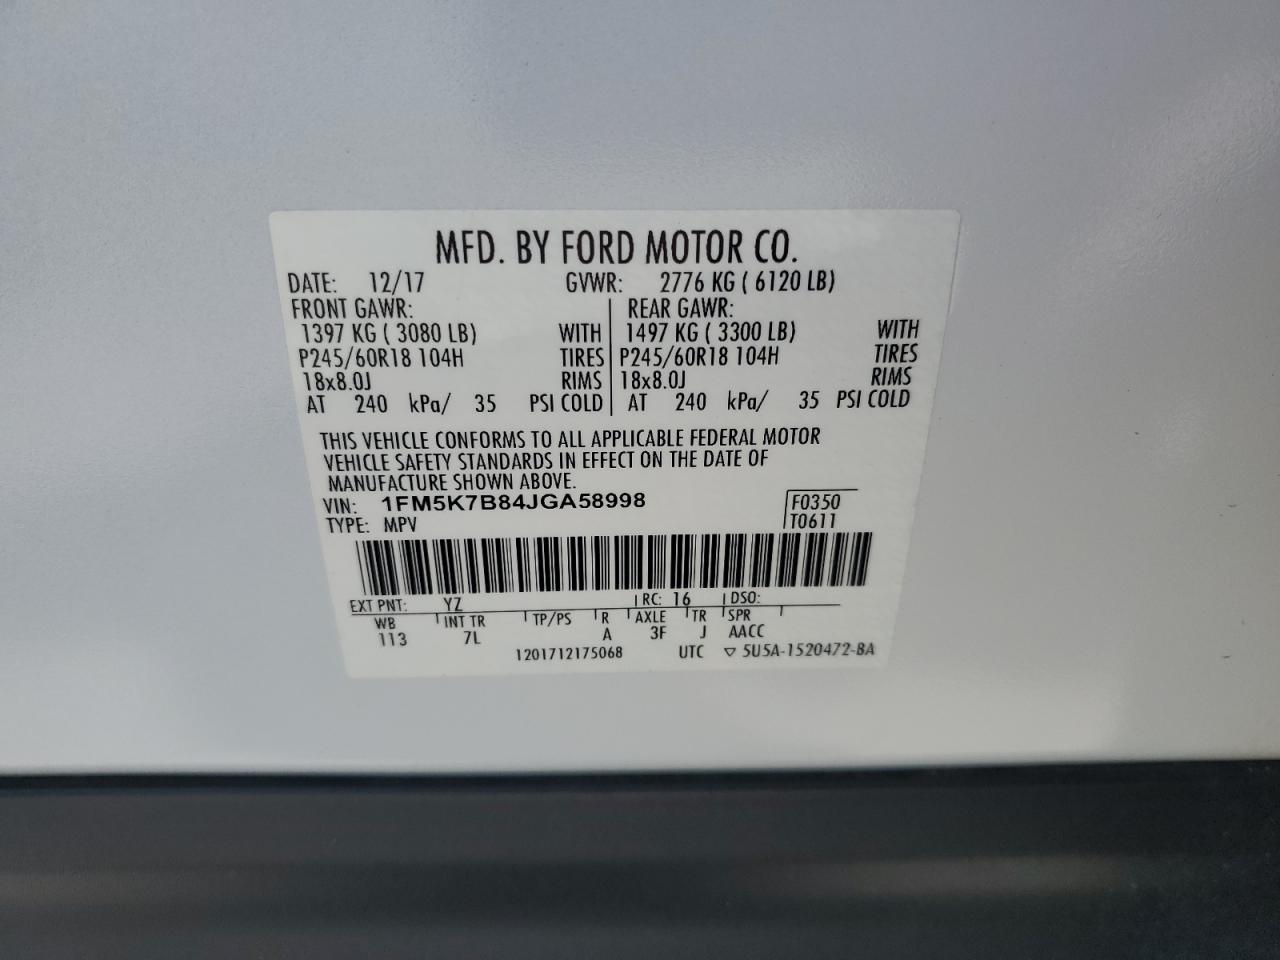 MFD. BY FORD MOTOR CO.
DATE: 12/17 GVWR: 2776 KG ( 6120 LB)
FRONT GAWR: REAR GAWR:
1397 KG ( 3080 LB) WITH 1497 KG ( 3300 LB) WITH
P245/60R18 104H TIRES P245/60R18 104H TIRES
18x8.0J RIMS 18x8.0J RIMS
AT 240 kPa/ 35 PSI COLD AT 240 kPa/ 35 PSI COLD
THIS VEHICLE CONFORMS TO ALL APPLICABLE FEDERAL MOTOR
VEHICLE SAFETY STANDARDS IN EFFECT ON THE DATE OF
MANUFACTURE SHOWN ABOVE.
VIN: 1FM5K7B84JGA58998 F0350
TYPE: MPV T0611
EXT PNT: YZ RC: 16 DSO:
WB INT TR TP/PS R AXLE TR SPR
113 7L A 3F J AACC
1201712175068 UTC ▽ 5U5A-1520472-BA